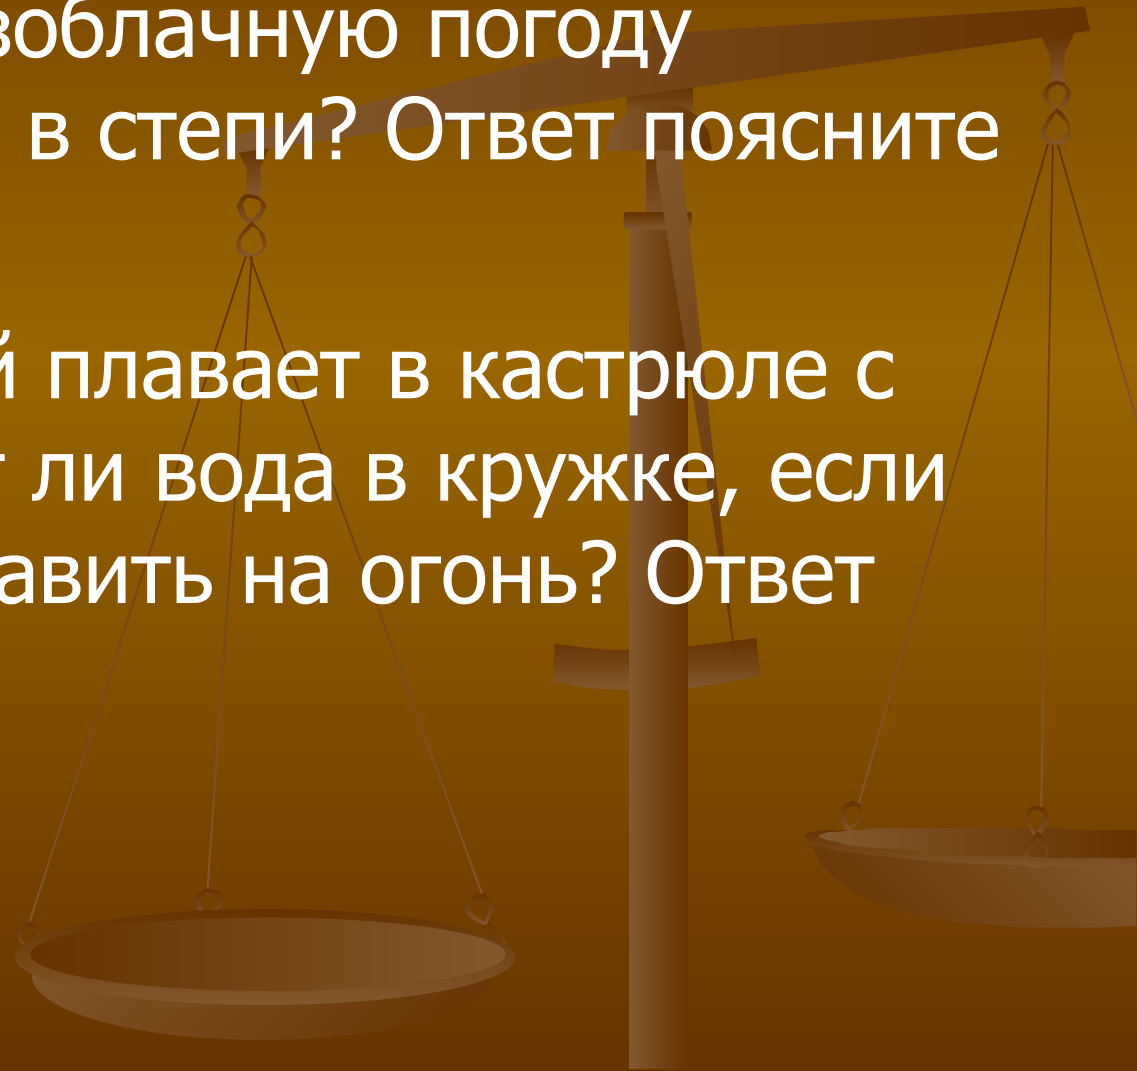 зоблачную погоду
в степи? Ответ поясните
й плавает в кастрюле с
ли вода в кружке, если
авить на огонь? Ответ